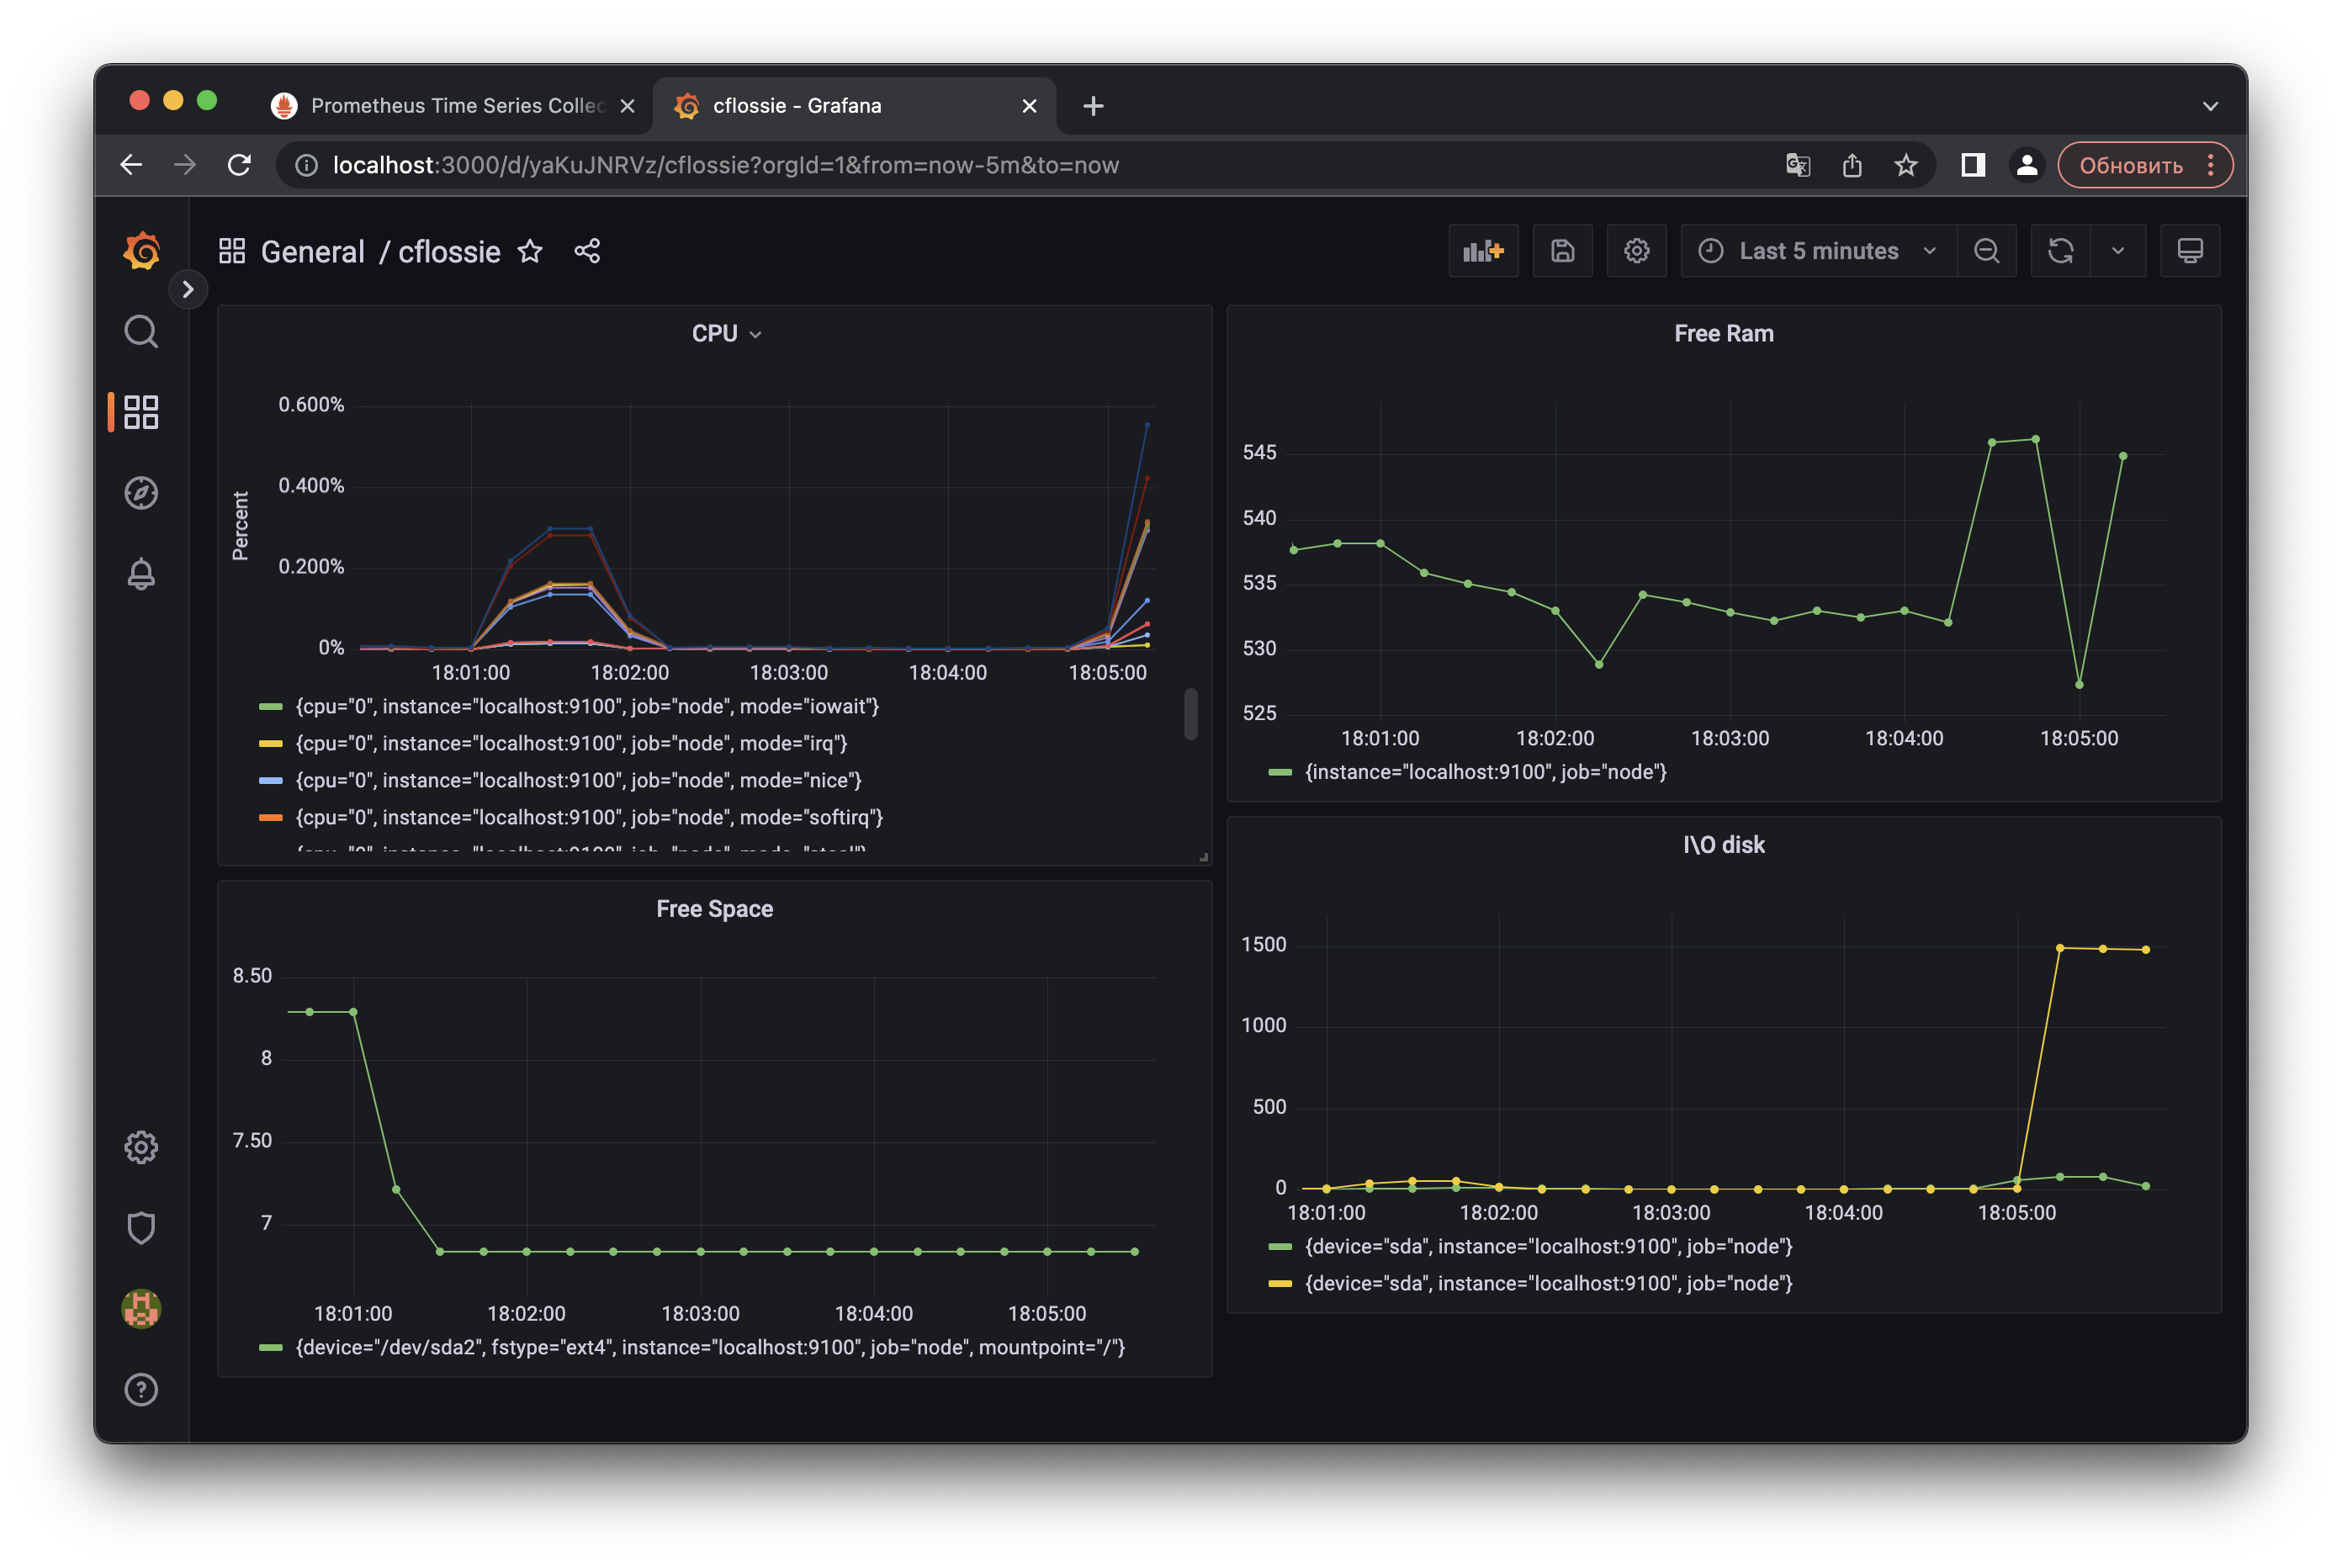 Prometheus Time Series Collec
cflossie - Grafana
localhost:3000/d/yaKuJNRVz/cflossie?orgId=1&from=now-5m&to=now
Обновить
General / cflossie
Last 5 minutes
CPU
Percent
0.600%
0.400%
0.200%
0%
18:01:00 18:02:00 18:03:00 18:04:00 18:05:00
{cpu="0", instance="localhost:9100", job="node", mode="iowait"}
{cpu="0", instance="localhost:9100", job="node", mode="irq"}
{cpu="0", instance="localhost:9100", job="node", mode="nice"}
{cpu="0", instance="localhost:9100", job="node", mode="softirq"}
{cpu="0", instance="localhost:9100", job="node", mode="steal"}
Free Ram
545
540
535
530
525
18:01:00 18:02:00 18:03:00 18:04:00 18:05:00
{instance="localhost:9100", job="node"}
Free Space
8.50
8
7.50
7
18:01:00 18:02:00 18:03:00 18:04:00 18:05:00
{device="/dev/sda2", fstype="ext4", instance="localhost:9100", job="node", mountpoint="/"}
I\O disk
1500
1000
500
0
18:01:00 18:02:00 18:03:00 18:04:00 18:05:00
{device="sda", instance="localhost:9100", job="node"}
{device="sda", instance="localhost:9100", job="node"}